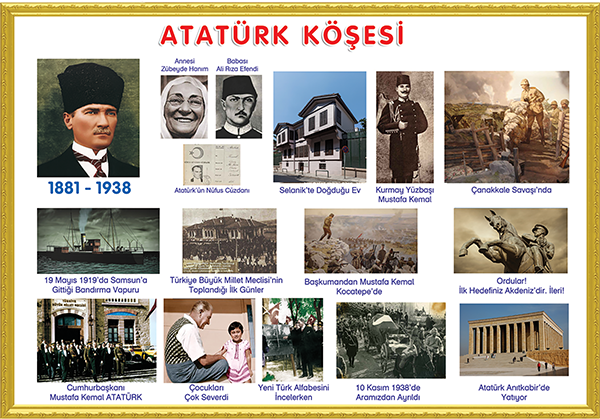 ATATÜRK KÖŞESİ
1881 - 1938
Annesi
Zübeyde Hanım
Babası
Ali Rıza Efendi
Atatürk'ün Nüfus Cüzdanı
Selanik'te Doğduğu Ev
Kurmay Yüzbaşı
Mustafa Kemal
Çanakkale Savaşı'nda
19 Mayıs 1919'da Samsun'a
Gittiği Bandırma Vapuru
Türkiye Büyük Millet Meclisi'nin
Toplandığı İlk Günler
Başkumandan Mustafa Kemal
Kocatepe'de
Ordular!
İlk Hedefiniz Akdeniz'dir. İleri!
Cumhurbaşkanı
Mustafa Kemal ATATÜRK
Çocukları
Çok Severdi
Yeni Türk Alfabesini
İncelerken
10 Kasım 1938'de
Aramızdan Ayrıldı
Atatürk Anıtkabir'de
Yatıyor